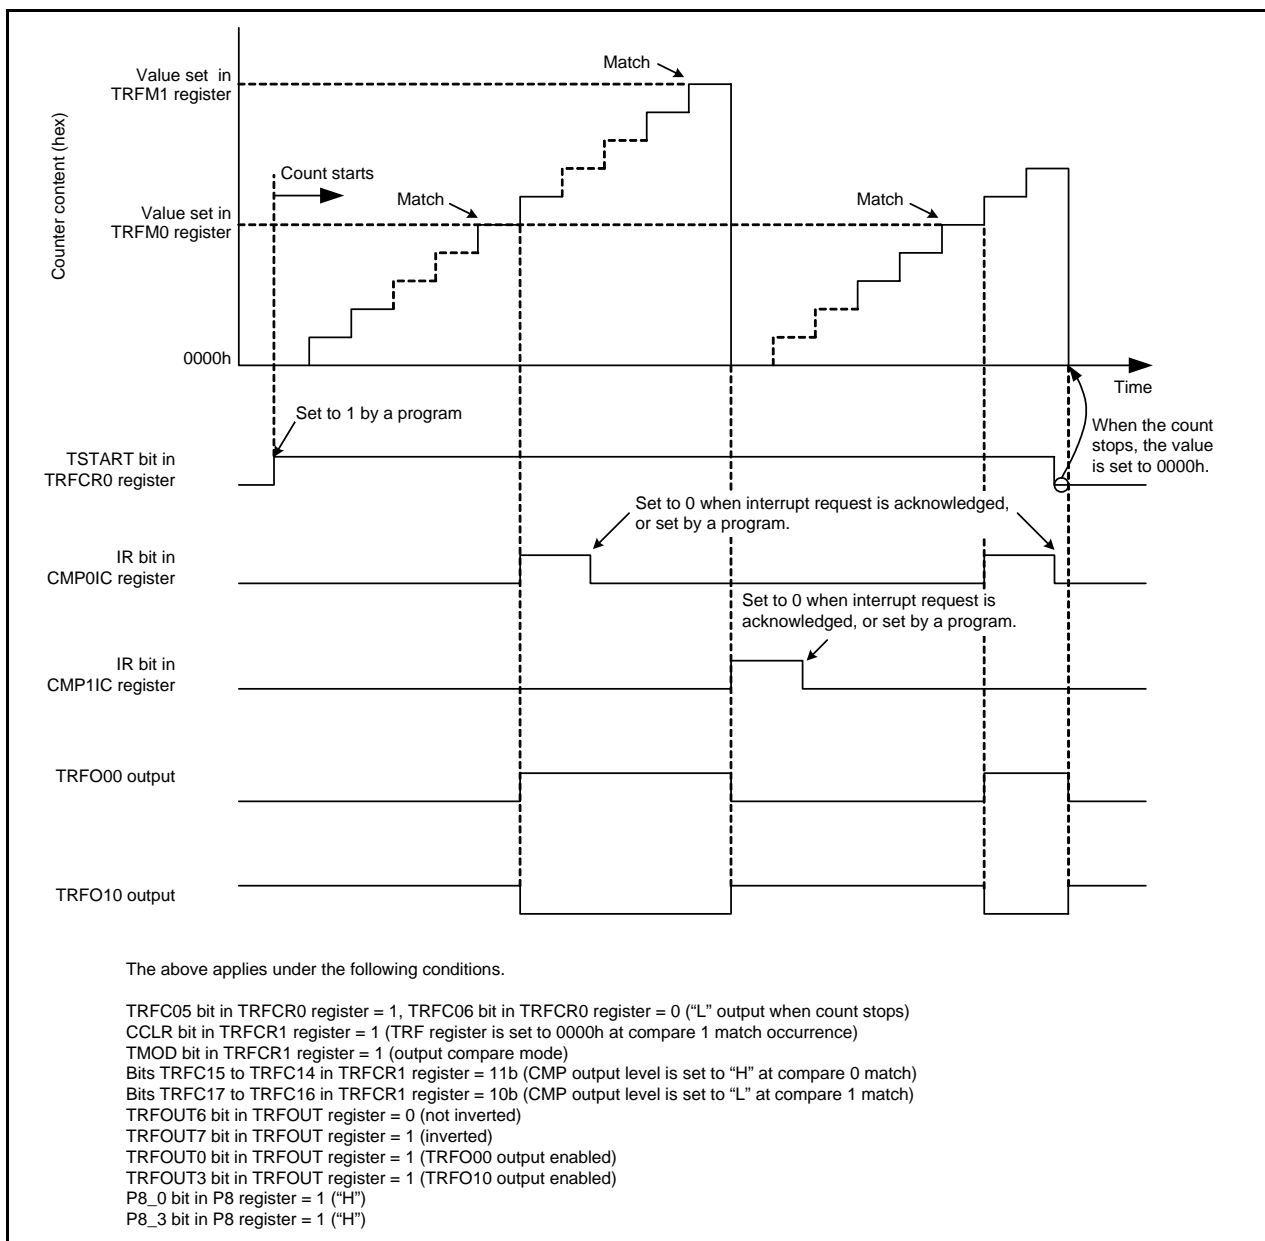 Match
Value set in
TRFM1 register
Counter content (hex)
Count starts
Match
Match
Value set in
TRFM0 register
0000h
Time
Set to 1 by a program
When the count
stops, the value
is set to 0000h.
TSTART bit in
TRFCR0 register
Set to 0 when interrupt request is acknowledged,
or set by a program.
IR bit in
CMP0IC register
Set to 0 when interrupt request is
acknowledged, or set by a program.
IR bit in
CMP1IC register
TRFO00 output
TRFO10 output
The above applies under the following conditions.
TRFC05 bit in TRFCR0 register = 1, TRFC06 bit in TRFCR0 register = 0 (“L” output when count stops)
CCLR bit in TRFCR1 register = 1 (TRF register is set to 0000h at compare 1 match occurrence)
TMOD bit in TRFCR1 register = 1 (output compare mode)
Bits TRFC15 to TRFC14 in TRFCR1 register = 11b (CMP output level is set to “H” at compare 0 match)
Bits TRFC17 to TRFC16 in TRFCR1 register = 10b (CMP output level is set to “L” at compare 1 match)
TRFOUT6 bit in TRFOUT register = 0 (not inverted)
TRFOUT7 bit in TRFOUT register = 1 (inverted)
TRFOUT0 bit in TRFOUT register = 1 (TRFO00 output enabled)
TRFOUT3 bit in TRFOUT register = 1 (TRFO10 output enabled)
P8_0 bit in P8 register = 1 (“H”)
P8_3 bit in P8 register = 1 (“H”)